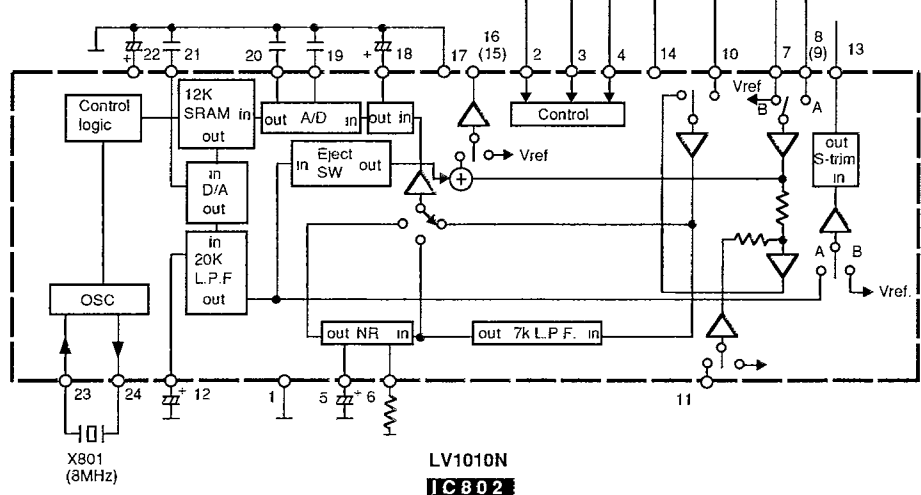 22 21 20 19 18 17 16 (15) 2 3 4 14 10 7 8 (9) 13
+ + 
Control logic
12K SRAM in out
out A/D in
out in
Vref
Control
Vref
B A
out S-trim in
in D/A out
in Eject SW out
+
in 20K L.P.F out
A B
Vref.
OSC
out NR in
out 7k L.P.F. in
23 24 + 12 1 5 + 6 11
X801 (8MHz)
LV1010N
IC802